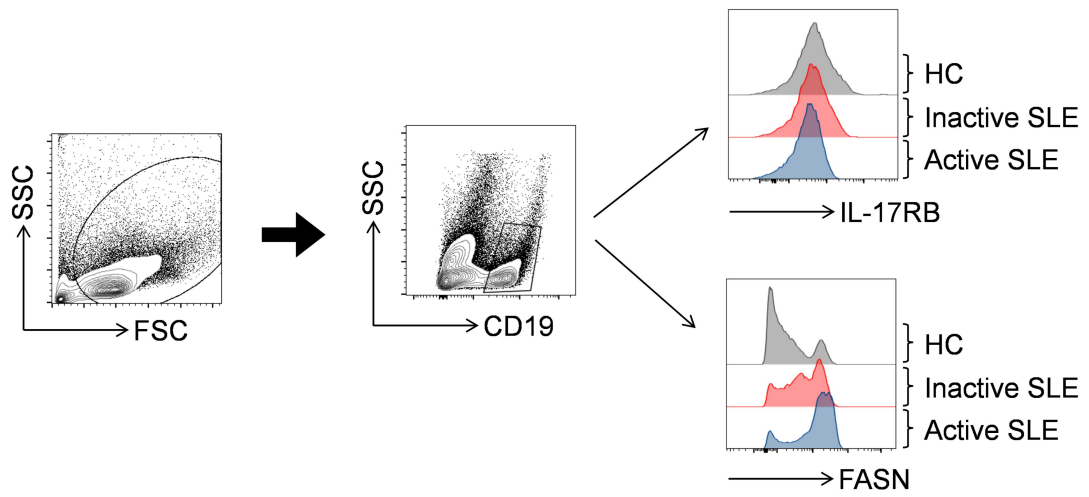 SSC
FSC
SSC
CD19
HC
Inactive SLE
Active SLE
IL-17RB
HC
Inactive SLE
Active SLE
FASN